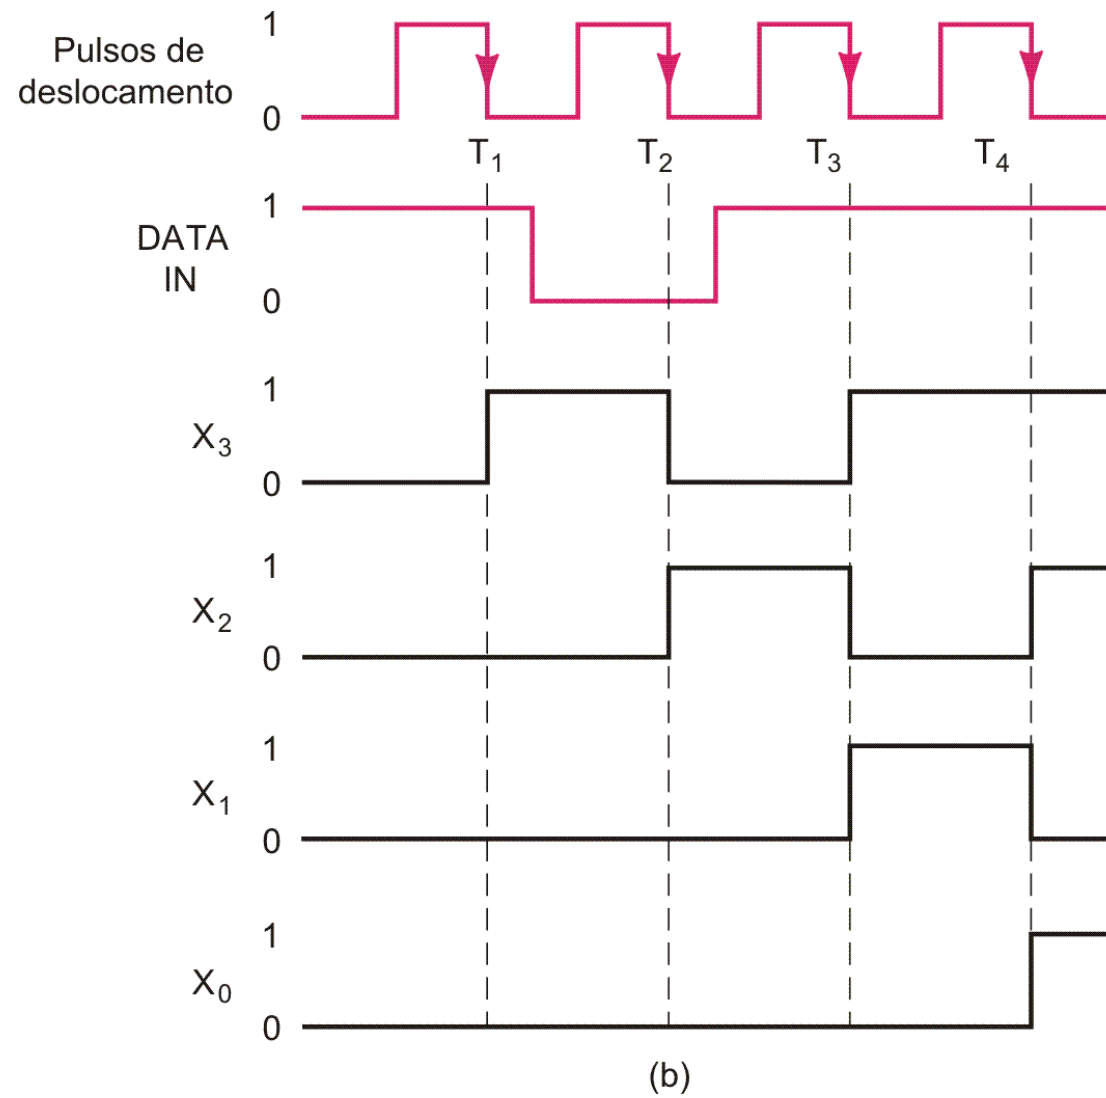 1
Pulsos de
deslocamento
0
T1 T2 T3 T4
1
DATA
IN
0
1
X3
0
1
X2
0
1
X1
0
1
X0
0
(b)